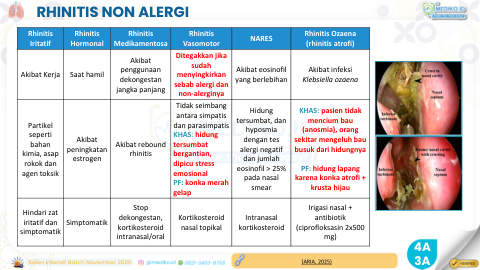 RHINITIS NON ALERGI
Rhinitis
Iritatif
Rhinitis
Hormonal
Rhinitis
Medikamentosa
Rhinitis
Vasomotor
NARES
Rhinitis Ozaena
(rhinitis atrofi)
Akibat Kerja
Saat hamil
Akibat
penggunaan
dekongestan
jangka panjang
Ditegakkan jika
sudah
menyingkirkan
sebab alergi dan
non-alerginya
Akibat eosinofil
yang berlebihan
Akibat infeksi
Klebsiella ozaena
Partikel
seperti
bahan
kimia, asap
rokok dan
agen toksik
Akibat
peningkatan
estrogen
Akibat rebound
rhinitis
Tidak seimbang
antara simpatis
dan parasimpatis
KHAS: hidung
tersumbat
bergantian,
dipicu stress
emosional
PF: konka merah
gelap
Hidung
tersumbat, dan
hyposmia
dengan tes
alergi negatif
dan jumlah
eosinofil > 25%
pada nasal
smear
KHAS: pasien tidak
mencium bau
(anosmia), orang
sekitar mengeluh bau
busuk dari hidungnya
PF: hidung lapang
karena konka atrofi +
krusta hijau
Hindari zat
iritatif dan
simptomatik
Simptomatik
Stop
dekongestan,
kortikosteroid
intranasal/oral
Kortikosteroid
nasal topikal
Intranasal
kortikosteroid
Irigasi nasal +
antibiotik
(ciprofloksasin 2x500
mg)
Nasal
septum
Nasal
septum
4A
3A
(ARIA, 2025)